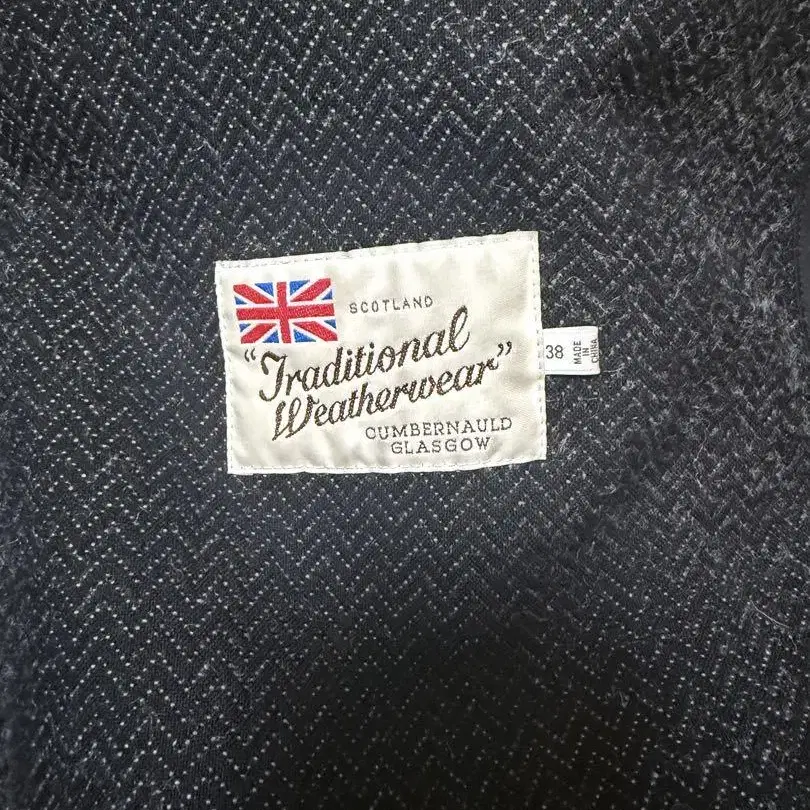 SCOTLAND
"Traditional
Weatherwear"
CUMBERNAULD
GLASGOW
38
MADE
IN
CHINA